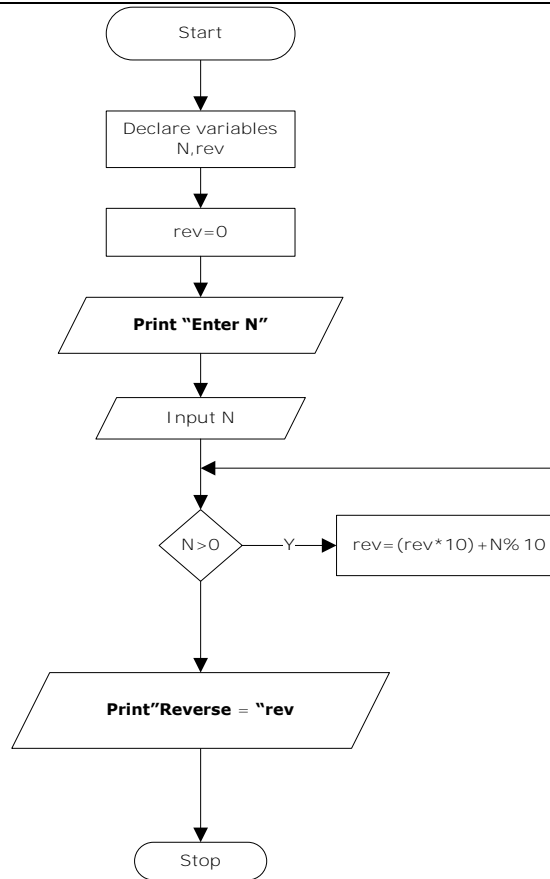 Start
Declare variables
N,rev
rev=0
Print “Enter N”
Input N
N>0
Y
rev=(rev*10)+N%10
Print”Reverse = “rev
Stop